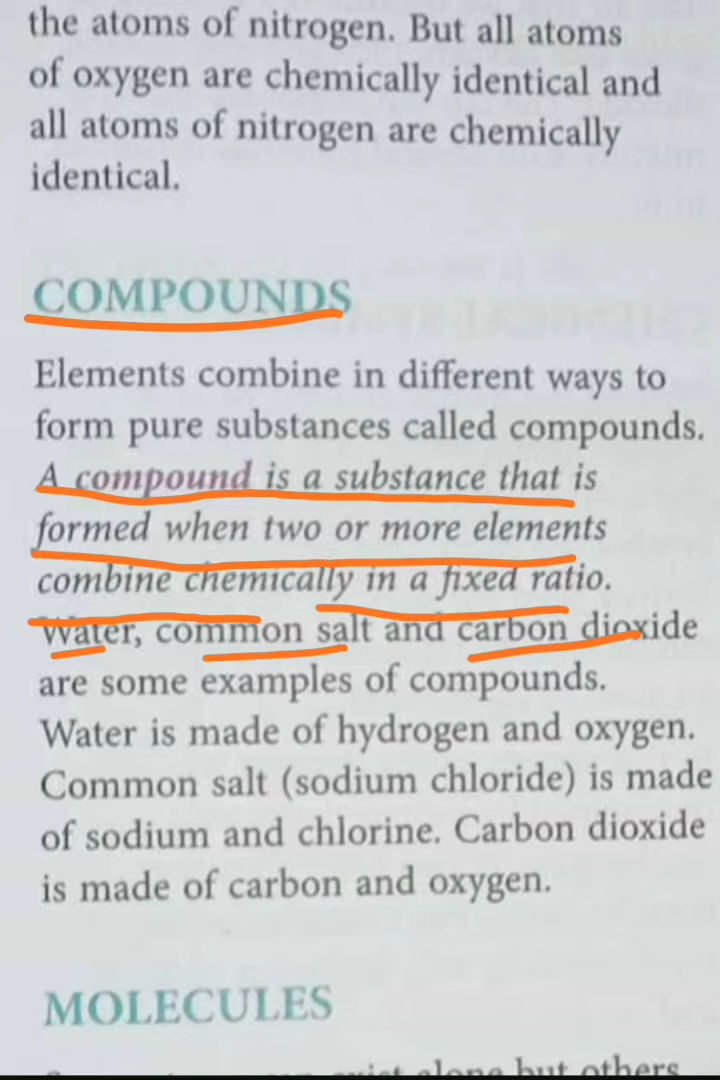 the atoms of nitrogen. But all atoms
of oxygen are chemically identical and
all atoms of nitrogen are chemically
identical.
COMPOUNDS
Elements combine in different ways to
form pure substances called compounds.
A compound is a substance that is
formed when two or more elements
combine chemically in a fixed ratio.
Water, common salt and carbon dioxide
are some examples of compounds.
Water is made of hydrogen and oxygen.
Common salt (sodium chloride) is made
of sodium and chlorine. Carbon dioxide
is made of carbon and oxygen.
MOLECULES
exist alone but others